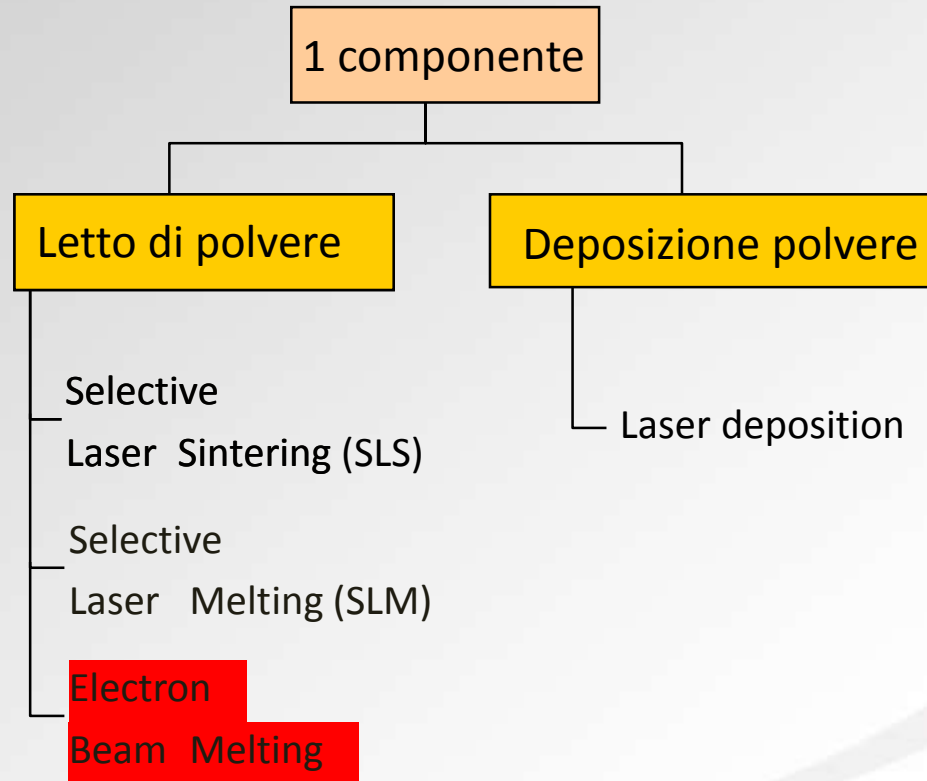 1 componente
Letto di polvere
Deposizione polvere
Selective
Laser Sintering (SLS)
Laser deposition
Selective
Laser Melting (SLM)
Electron
Beam Melting